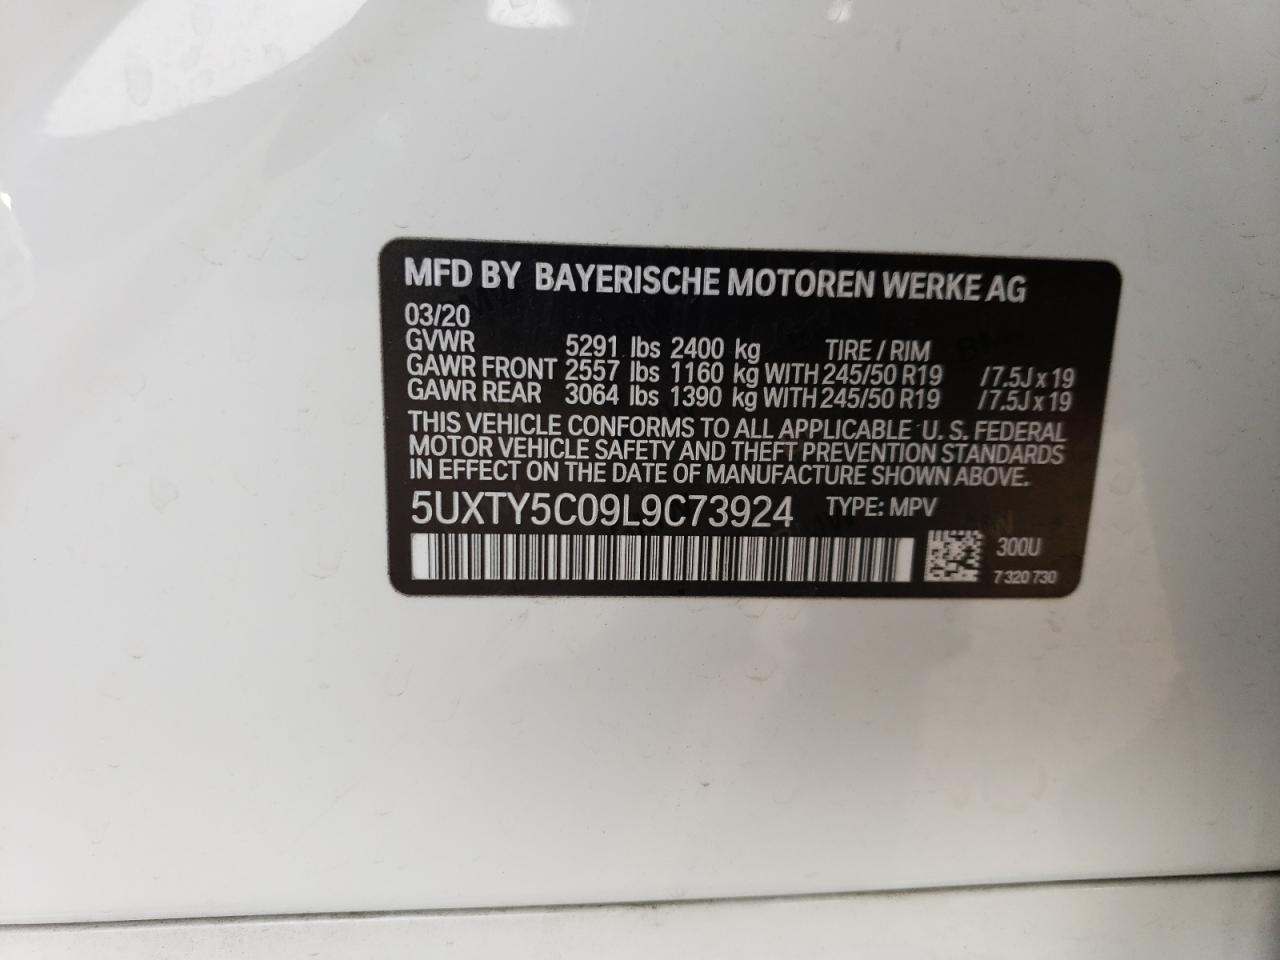 MFD BY BAYERISCHE MOTOREN WERKE AG
03/20
GVWR 5291 lbs 2400 kg TIRE / RIM
GAWR FRONT 2557 lbs 1160 kg WITH 245/50 R19 / 7.5J x 19
GAWR REAR 3064 lbs 1390 kg WITH 245/50 R19 / 7.5J x 19
THIS VEHICLE CONFORMS TO ALL APPLICABLE U. S. FEDERAL
MOTOR VEHICLE SAFETY AND THEFT PREVENTION STANDARDS
IN EFFECT ON THE DATE OF MANUFACTURE SHOWN ABOVE.
5UXTY5C09L9C73924 TYPE: MPV
300U
7 320 730